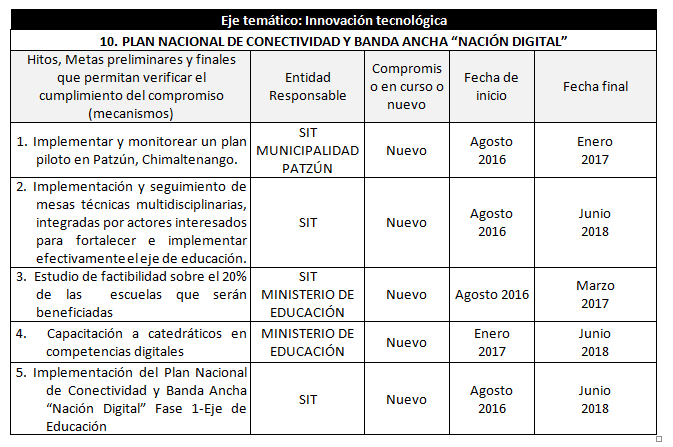 Eje temático: Innovación tecnológica
10. PLAN NACIONAL DE CONECTIVIDAD Y BANDA ANCHA “NACIÓN DIGITAL”
Hitos, Metas preliminares y finales
que permitan verificar el
cumplimiento del compromiso
(mecanismos)
Entidad
Responsable
Compromis
o en curso o
nuevo
Fecha de
inicio
Fecha final
1. Implementar y monitorear un plan
piloto en Patzún, Chimaltenango.
SIT
MUNICIPALIDAD
PATZÚN
Nuevo
Agosto
2016
Enero
2017
2. Implementación y seguimiento de
mesas técnicas multidisciplinarias,
integradas por actores interesados
para fortalecer e implementar
efectivamente el eje de educación.
SIT
Nuevo
Agosto
2016
Junio
2018
3. Estudio de factibilidad sobre el 20%
de las escuelas que serán
beneficiadas
SIT
MINISTERIO DE
EDUCACIÓN
Nuevo
Agosto 2016
Marzo
2017
4. Capacitación a catedráticos en
competencias digitales
MINISTERIO DE
EDUCACIÓN
Nuevo
Enero
2017
Junio
2018
5. Implementación del Plan Nacional
de Conectividad y Banda Ancha
“Nación Digital” Fase 1-Eje de
Educación
SIT
Nuevo
Agosto
2016
Junio
2018